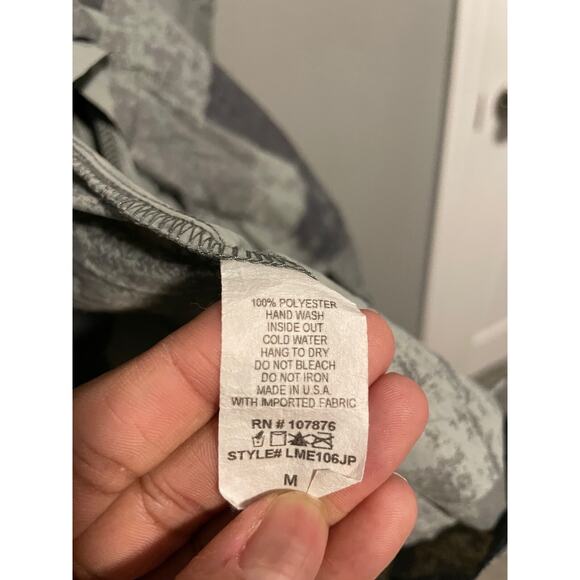 100% POLYESTER
HAND WASH
INSIDE OUT
COLD WATER
HANG TO DRY
DO NOT BLEACH
DO NOT IRON
MADE IN U.S.A.
WITH IMPORTED FABRIC
RN # 107876
STYLE# LME106JP
M